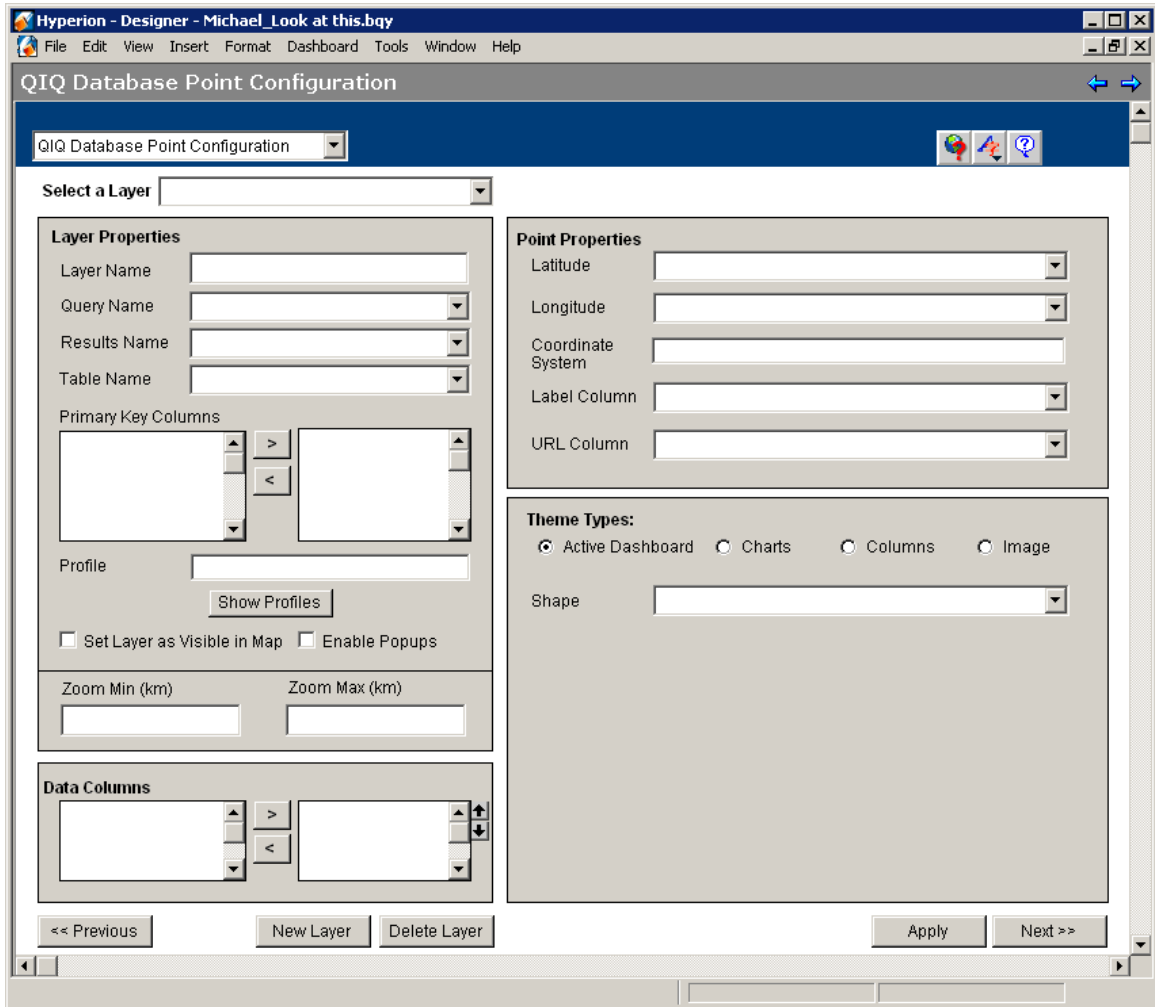 Hyperion - Designer - Michael_Look at this.bqy
File Edit View Insert Format Dashboard Tools Window Help
QIQ Database Point Configuration
QIQ Database Point Configuration
Select a Layer
Layer Properties
Layer Name
Query Name
Results Name
Table Name
Primary Key Columns
>
<
Profile
Show Profiles
Set Layer as Visible in Map Enable Popups
Zoom Min (km) Zoom Max (km)
Data Columns
>
<
Point Properties
Latitude
Longitude
Coordinate
System
Label Column
URL Column
Theme Types:
Active Dashboard Charts Columns Image
Shape
<< Previous New Layer Delete Layer Apply Next >>